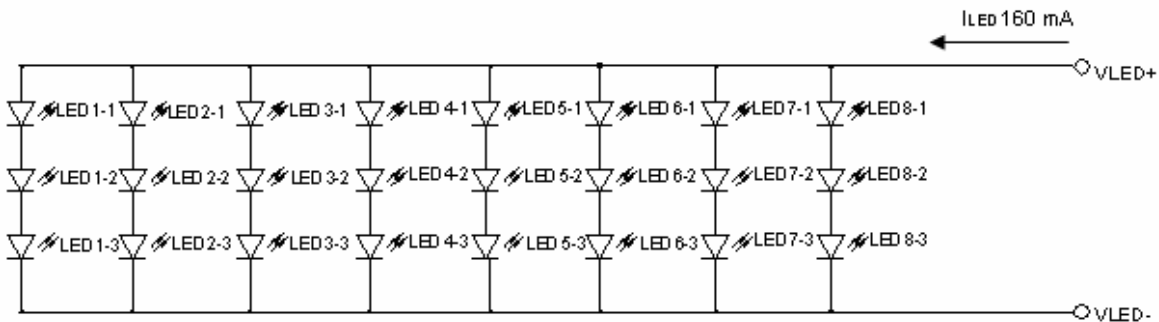 ILED 160 mA
VLED+
LED 1-1 LED 2-1 LED 3-1 LED 4-1 LED 5-1 LED 6-1 LED 7-1 LED 8-1
LED 1-2 LED 2-2 LED 3-2 LED 4-2 LED 5-2 LED 6-2 LED 7-2 LED 8-2
LED 1-3 LED 2-3 LED 3-3 LED 4-3 LED 5-3 LED 6-3 LED 7-3 LED 8-3
VLED-